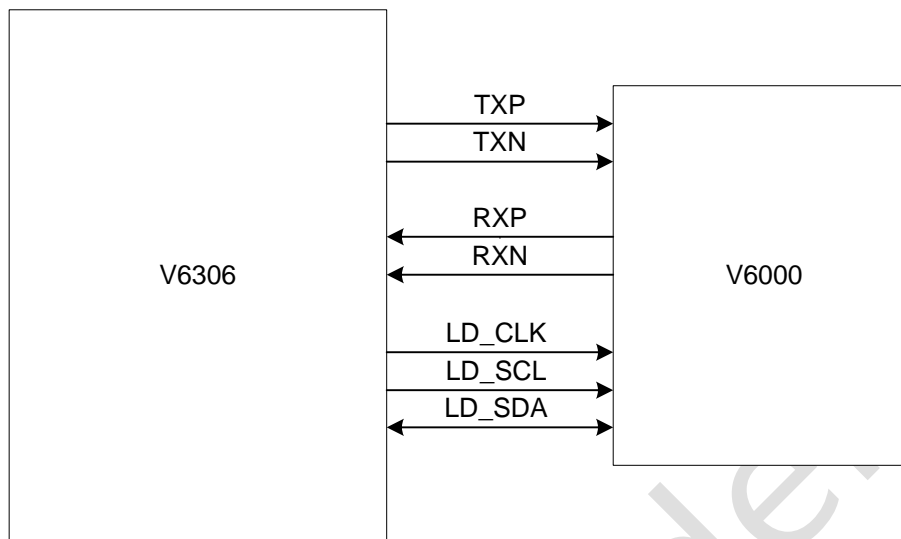 TXP
TXN
RXP
RXN
V6306
V6000
LD_CLK
LD_SCL
LD_SDA